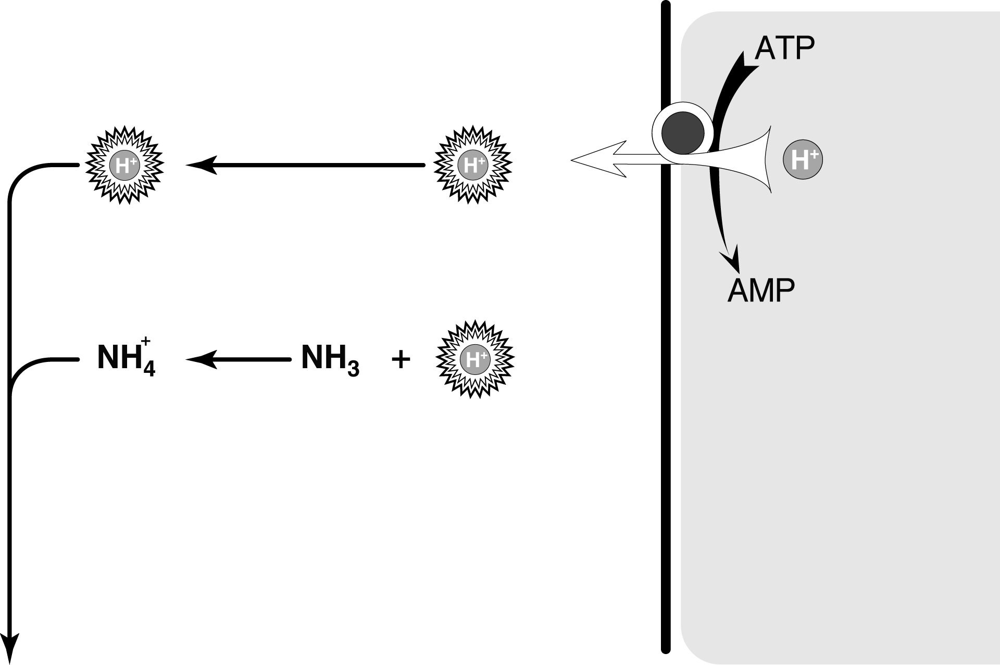 ATP
H⁺ H⁺ H⁺
AMP
NH₄⁺ NH₃ + H⁺